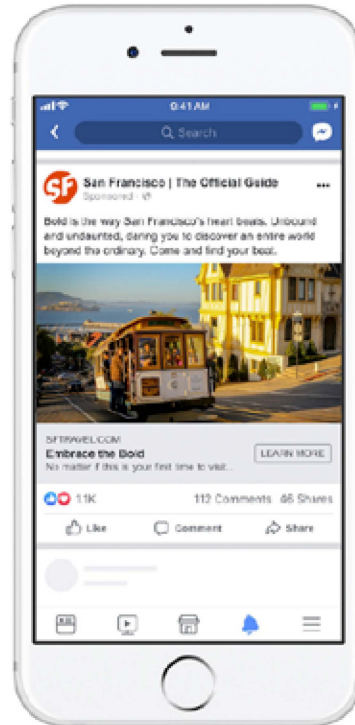 9:41 AM
Search
SF
San Francisco | The Official Guide
Sponsored ·
Bold is the way San Francisco's heart beats. Unbound
and undaunted, daring you to discover an entire world
beyond the ordinary. Come and find your beat.
SFTRAVEL.COM
Embrace the Bold
LEARN MORE
No matter if this is your first time to visit...
1.1K
112 Comments 46 Shares
Like
Comment
Share